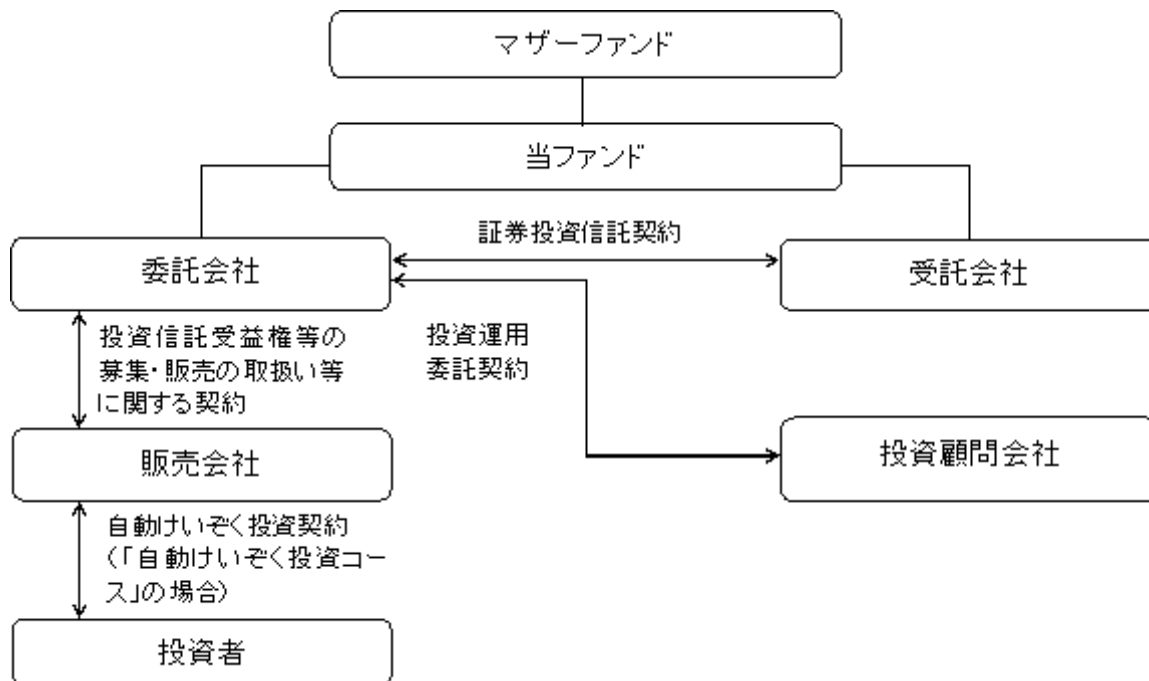 マザーファンド
当ファンド
証券投資信託契約
委託会社
受託会社
投資信託受益権等の
募集・販売の取扱い等
に関する契約
投資運用
委託契約
販売会社
投資顧問会社
自動けいぞく投資契約
(「自動けいぞく投資コー
ス」の場合)
投資者